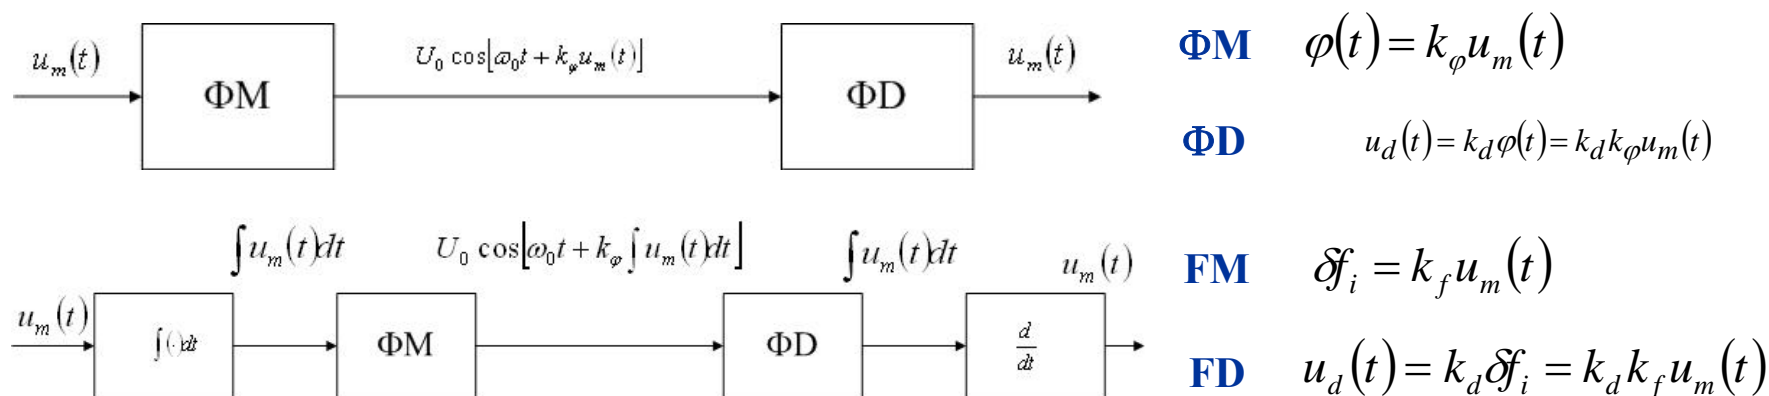 u_m(t)
ΦM
U_0 cos[ϖ_0 t + k_φ u_m(t)]
ΦD
u_m(t)
ΦM φ(t) = k_φ u_m(t)
ΦD u_d(t) = k_d φ(t) = k_d k_φ u_m(t)
∫u_m(t)dt U_0 cos[ω_0 t + k_φ ∫u_m(t)dt] ∫u_m(t)dt u_m(t)
u_m(t) ∫(·)dt ΦM ΦD d/dt
FM δf_i = k_f u_m(t)
FD u_d(t) = k_d δf_i = k_d k_f u_m(t)